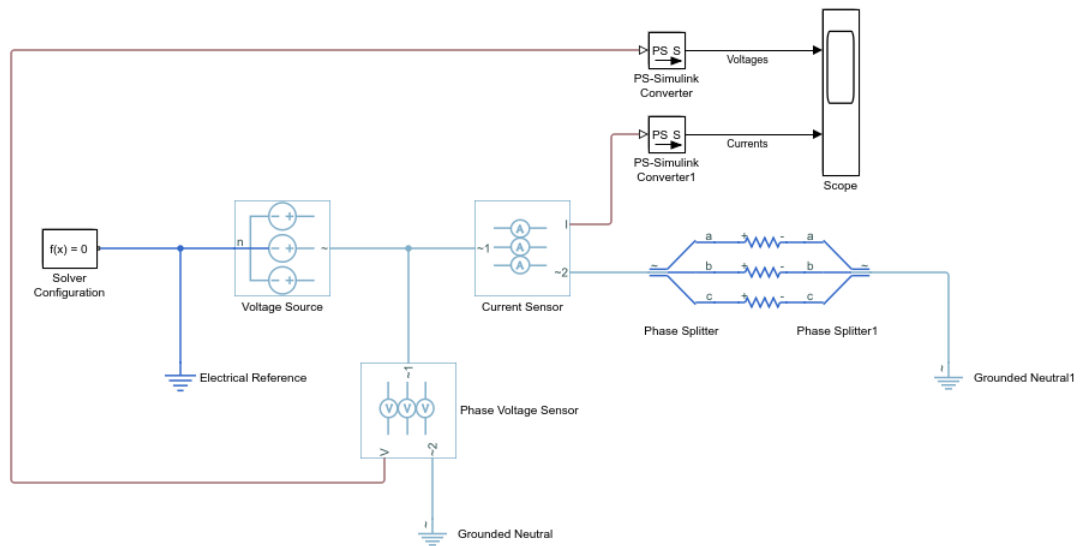 PS S
Voltages
PS-Simulink
Converter
PS S
Currents
PS-Simulink
Converter1
Scope
f(x) = 0
Solver
Configuration
n
~
Voltage Source
~1
A
A
A
I
~2
Current Sensor
~
a
+
-
a
~
b
+
-
b
c
+
-
c
Phase Splitter
Phase Splitter1
Electrical Reference
~
Grounded Neutral1
~1
V
V
V
Phase Voltage Sensor
V
~2
~
Grounded Neutral